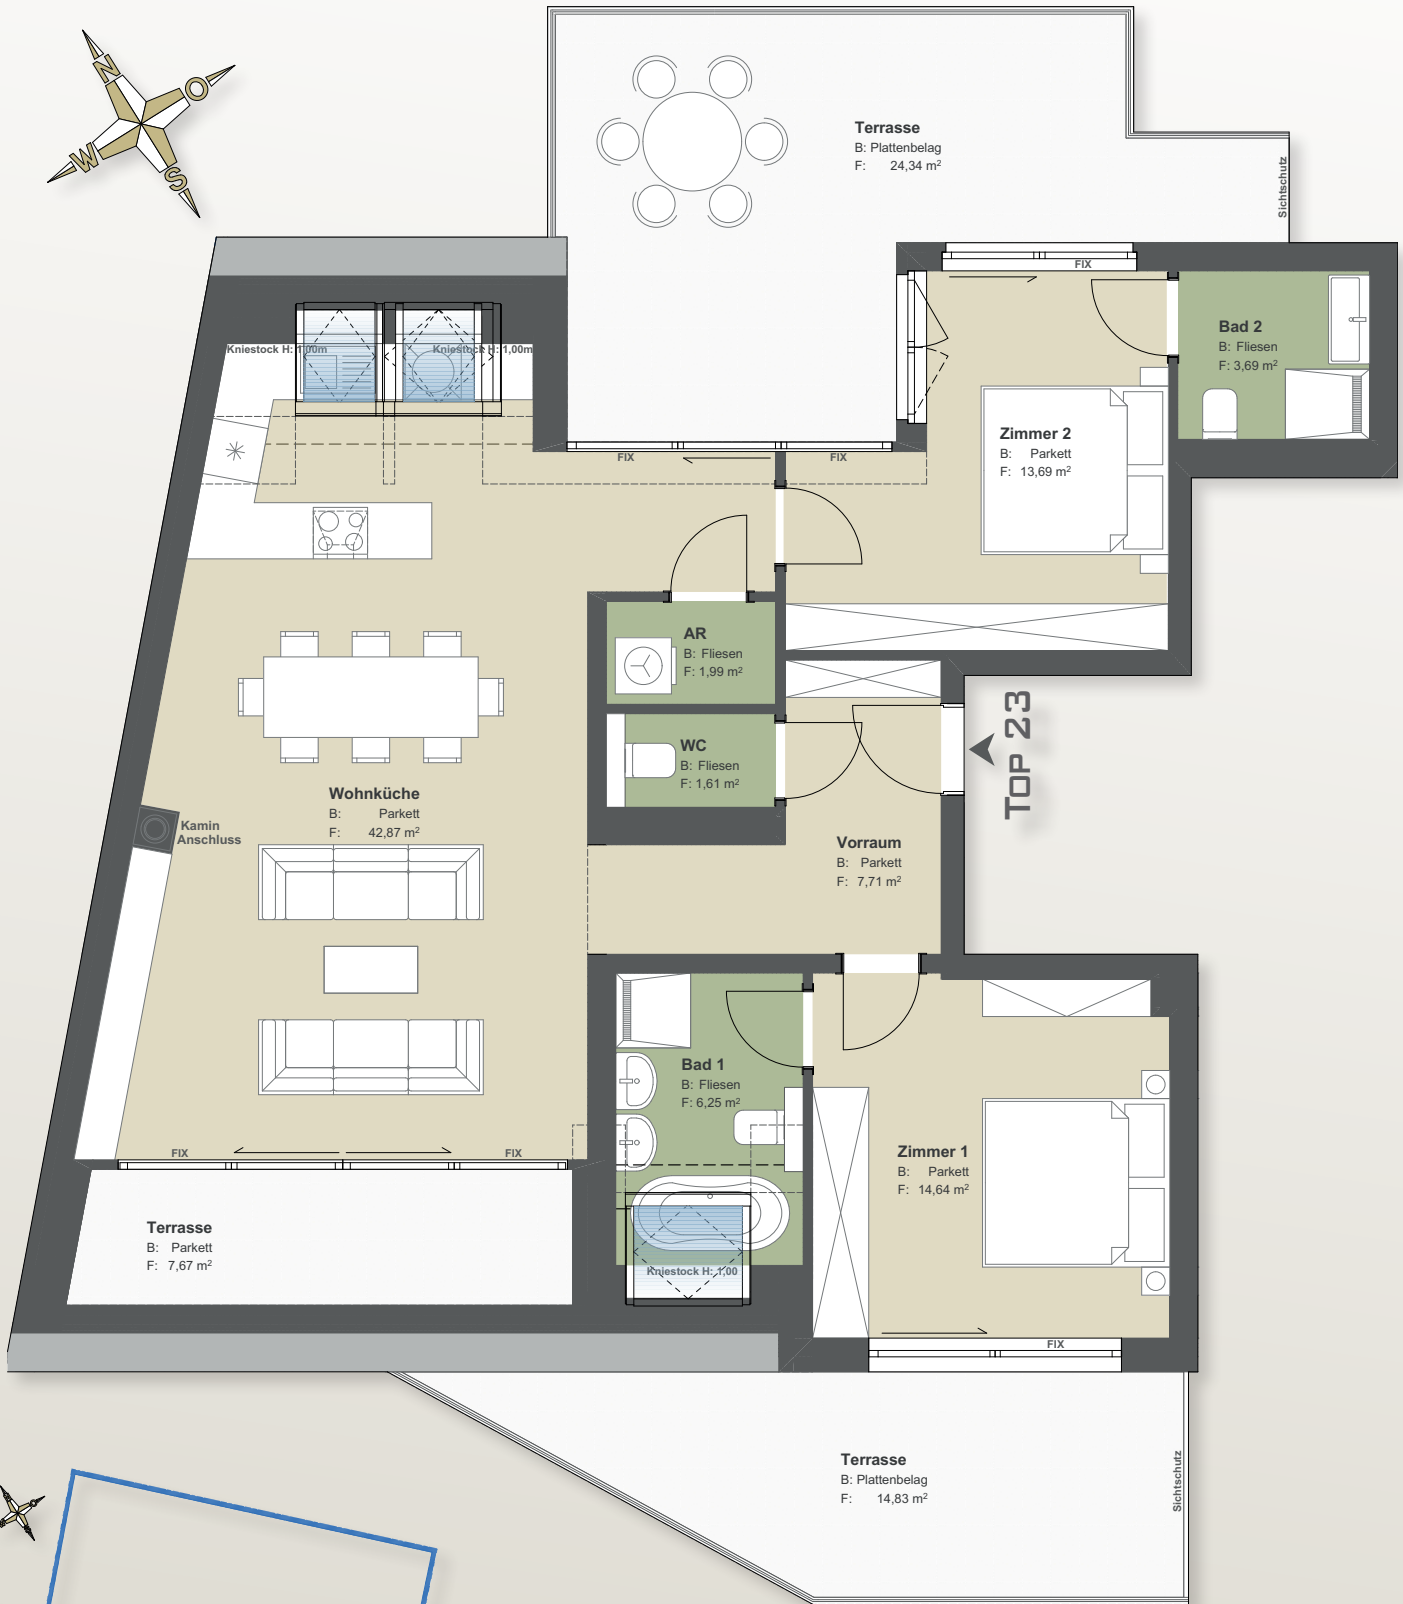 N
O
W
S
Terrasse
B: Plattenbelag
F: 24,34 m²
Sichtschutz
FIX
Kniestock H: 1,00m
Kniestock H: 1,00m
Bad 2
B: Fliesen
F: 3,69 m²
Zimmer 2
B: Parkett
F: 13,69 m²
FIX
FIX
AR
B: Fliesen
F: 1,99 m²
TOP 23
WC
B: Fliesen
F: 1,61 m²
Wohnküche
B: Parkett
F: 42,87 m²
Kamin
Anschluss
Vorraum
B: Parkett
F: 7,71 m²
Bad 1
B: Fliesen
F: 6,25 m²
Zimmer 1
B: Parkett
F: 14,64 m²
FIX
FIX
Terrasse
B: Parkett
F: 7,67 m²
Kniestock H: 1,00
FIX
Terrasse
B: Plattenbelag
F: 14,83 m²
Sichtschutz